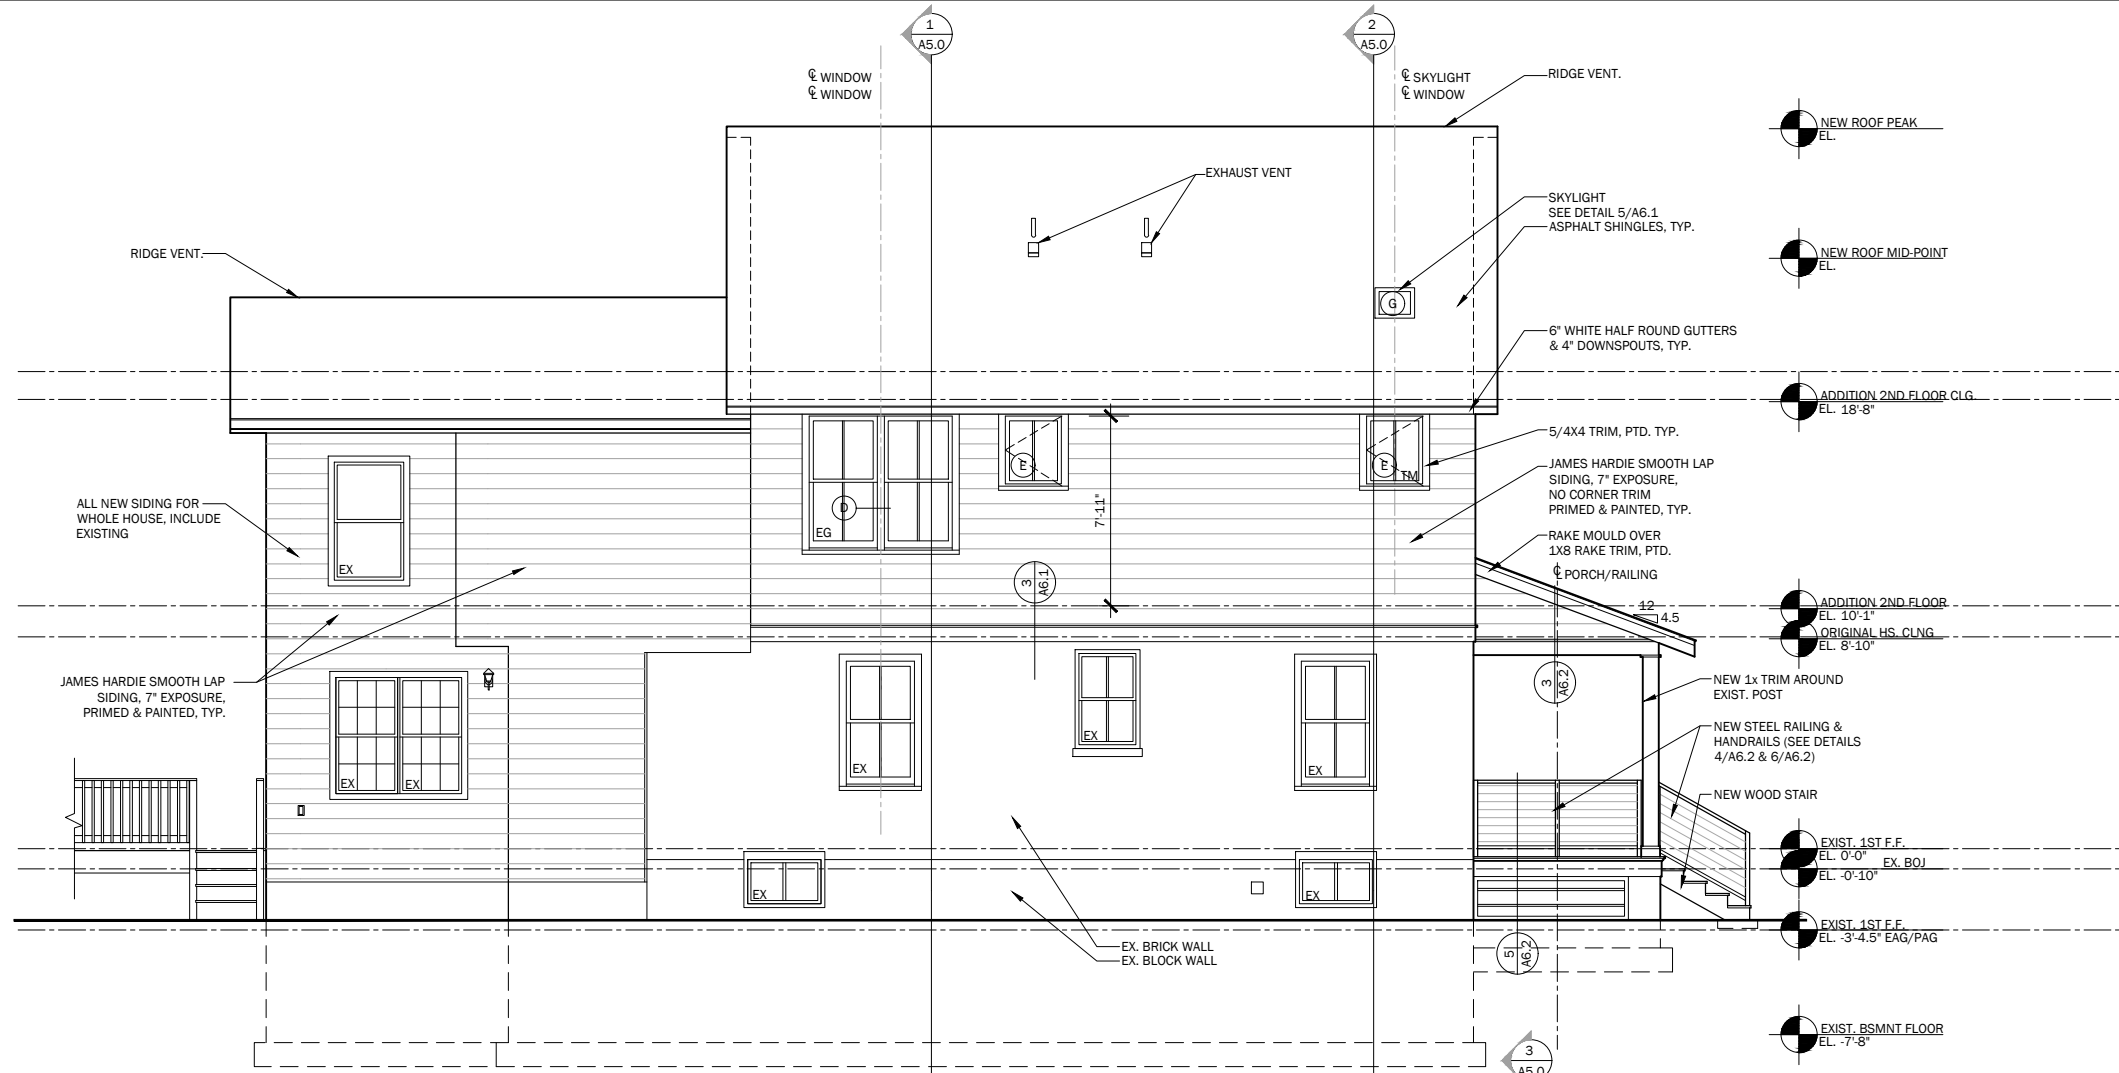 1
A5.0
2
A5.0
℄ WINDOW
℄ WINDOW
℄ SKYLIGHT
℄ WINDOW
RIDGE VENT.
NEW ROOF PEAK
EL.
EXHAUST VENT
SKYLIGHT
SEE DETAIL 5/A6.1
ASPHALT SHINGLES, TYP.
RIDGE VENT.
NEW ROOF MID-POINT
EL.
G
6" WHITE HALF ROUND GUTTERS
& 4" DOWNSPOUTS, TYP.
ADDITION 2ND FLOOR CLG.
EL. 18'-8"
5/4X4 TRIM, PTD. TYP.
E
E
TM
JAMES HARDIE SMOOTH LAP
SIDING, 7" EXPOSURE,
NO CORNER TRIM
PRIMED & PAINTED, TYP.
ALL NEW SIDING FOR
WHOLE HOUSE, INCLUDE
EXISTING
D
EG
7'-11"
EX
RAKE MOULD OVER
1X8 RAKE TRIM, PTD.
℄ PORCH/RAILING
3
A6.1
12
4.5
ADDITION 2ND FLOOR
EL. 10'-1"
ORIGINAL HS. CLNG
EL. 8'-10"
JAMES HARDIE SMOOTH LAP
SIDING, 7" EXPOSURE,
PRIMED & PAINTED, TYP.
3
A6.2
NEW 1x TRIM AROUND
EXIST. POST
NEW STEEL RAILING &
HANDRAILS (SEE DETAILS
4/A6.2 & 6/A6.2)
EX
EX
EX
EX
EX
NEW WOOD STAIR
EXIST. 1ST F.F.
EL. 0'-0"
EX. BOJ
EL. -0'-10"
EX
EX
EXIST. 1ST F.F.
EL. -3'-4.5" EAG/PAG
EX. BRICK WALL
EX. BLOCK WALL
5
A6.2
EXIST. BSMNT FLOOR
EL. -7'-8"
3
A5.0